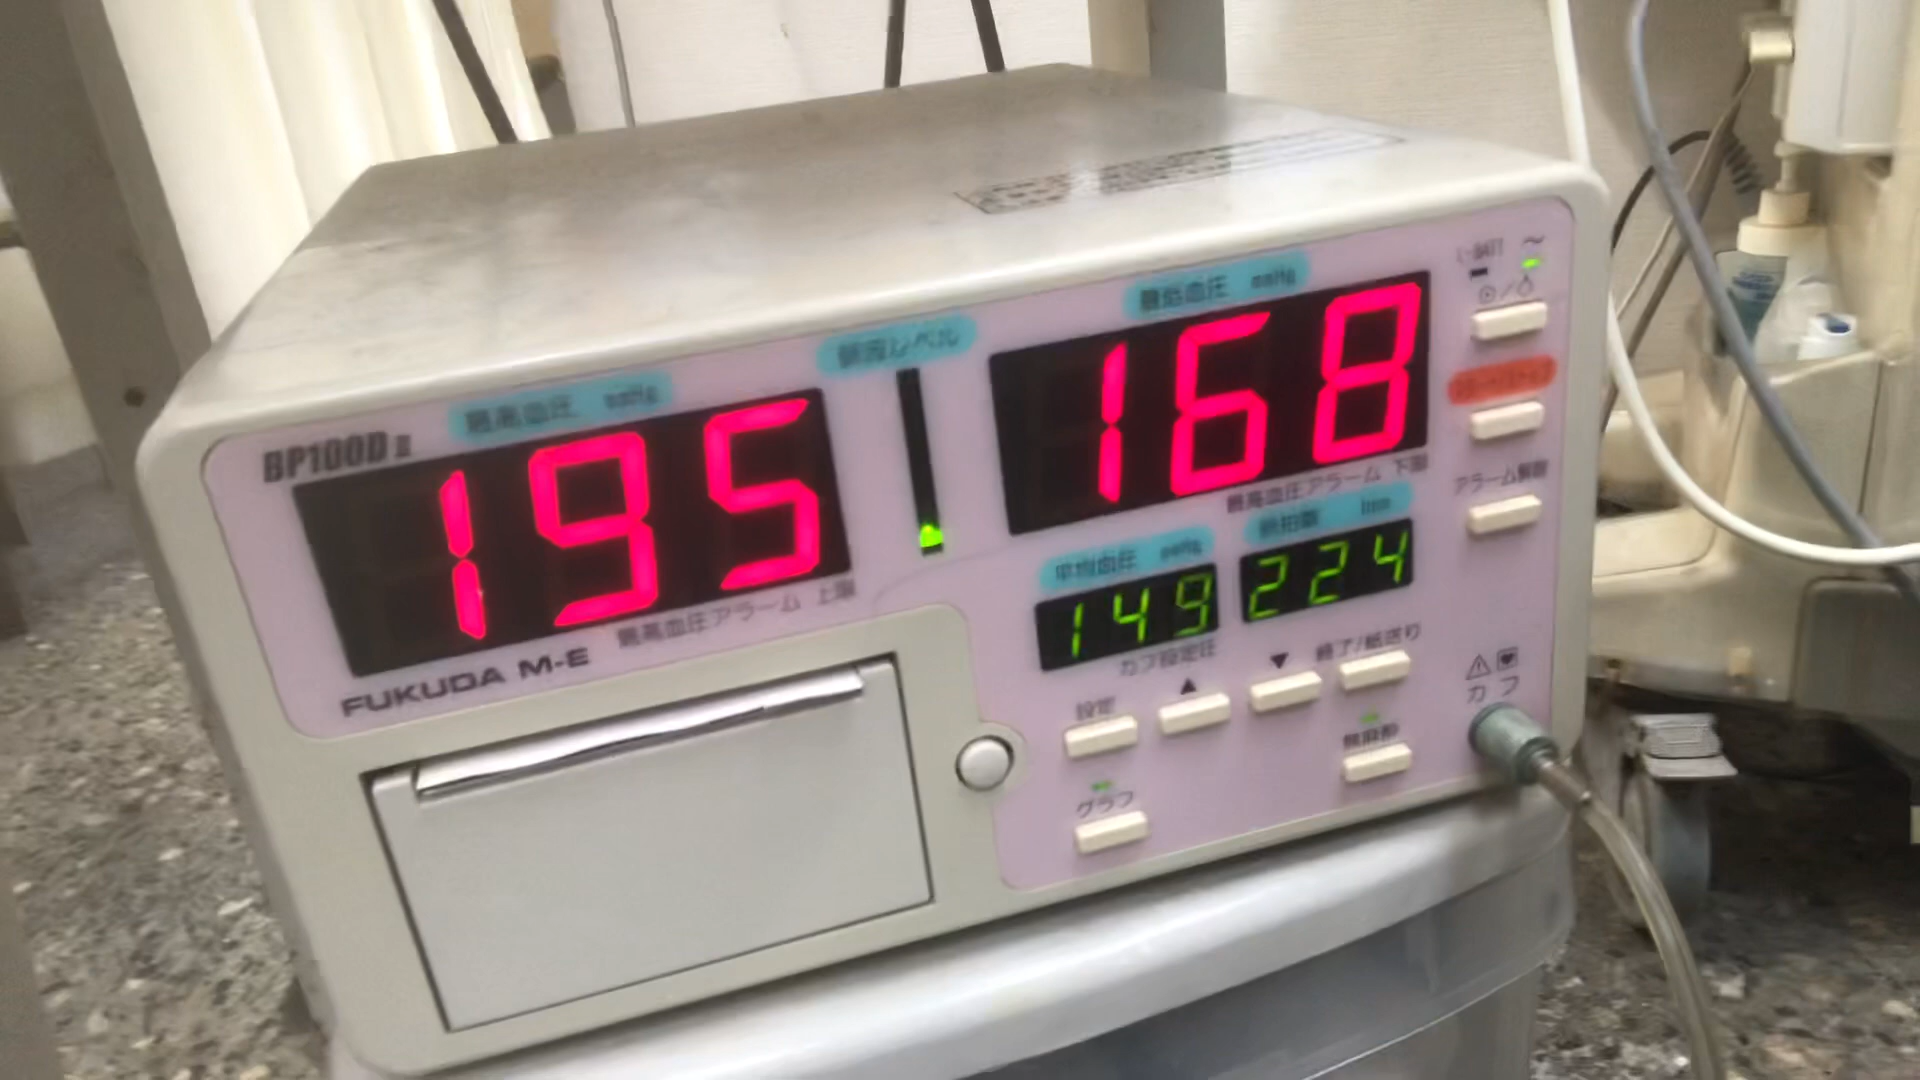 BP100D II
最高血圧 mmHg
195
最高血圧アラーム 上限
脈波レベル
最低血圧 mmHg
168
最高血圧アラーム 下限
平均血圧 mmHg
149
カフ設定圧
脈拍数
224
FUKUDA M-E
設定
▲
▼
終了/紙送り
グラフ
アラーム解除
カフ